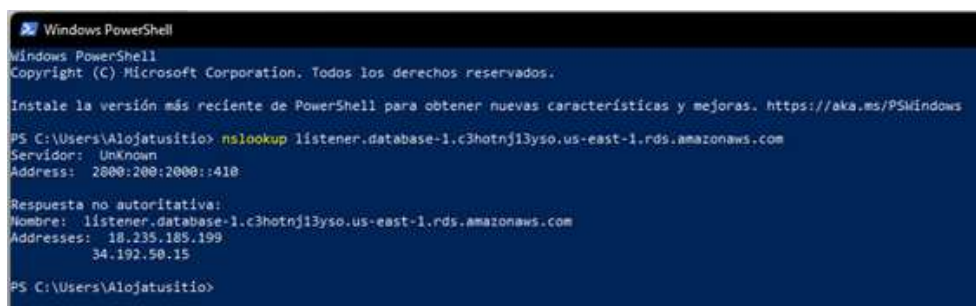 Windows PowerShell
Windows PowerShell
Copyright (C) Microsoft Corporation. Todos los derechos reservados.
Instale la versión más reciente de PowerShell para obtener nuevas características y mejoras. https://aka.ms/PSWindows
PS C:\Users\Alojatusitio> nslookup listener.database-1.c3hotnj13yso.us-east-1.rds.amazonaws.com
Servidor:  UnKnown
Address:  2800:200:2000::410
Respuesta no autoritativa:
Nombre:  listener.database-1.c3hotnj13yso.us-east-1.rds.amazonaws.com
Addresses:  18.235.185.199
34.192.50.15
PS C:\Users\Alojatusitio>